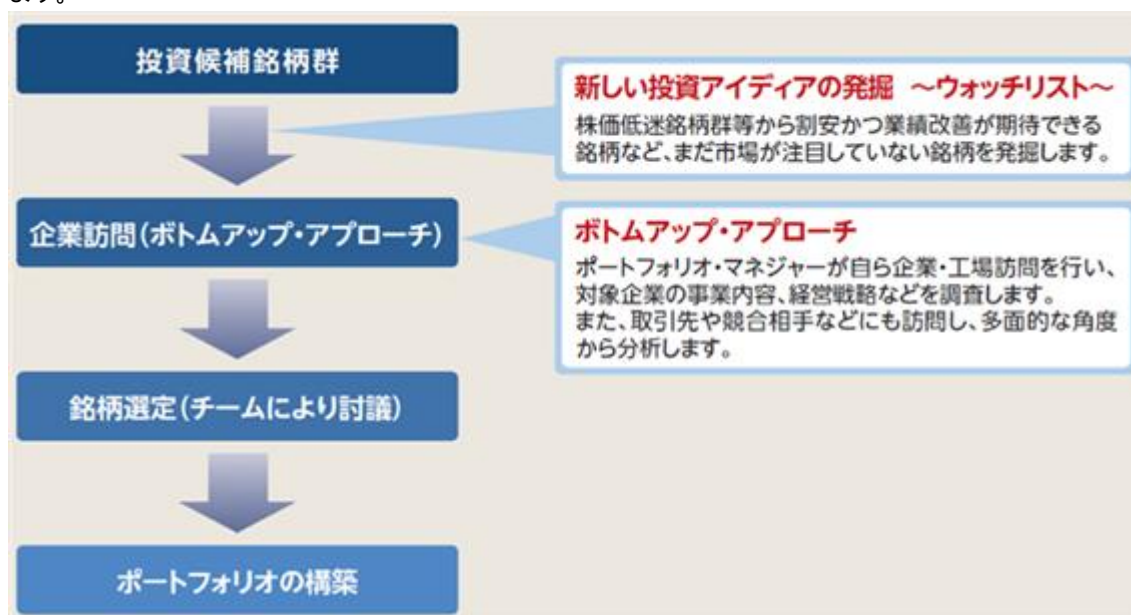 ます。
投資候補銘柄群
新しい投資アイディアの発掘 ～ウォッチリスト～
株価低迷銘柄群等から割安かつ業績改善が期待できる
銘柄など、まだ市場が注目していない銘柄を発掘します。
企業訪問(ボトムアップ・アプローチ)
ボトムアップ・アプローチ
ポートフォリオ・マネジャーが自ら企業・工場訪問を行い、
対象企業の事業内容、経営戦略などを調査します。
また、取引先や競合相手などにも訪問し、多面的な角度
から分析します。
銘柄選定(チームにより討議)
ポートフォリオの構築